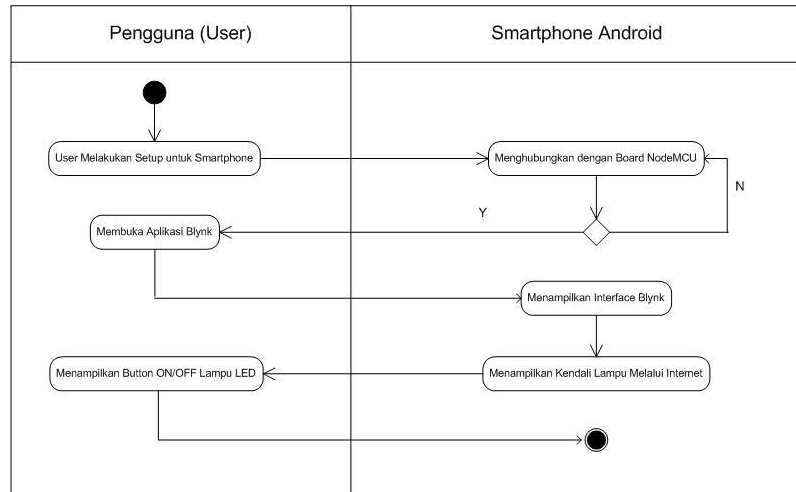 Pengguna (User)
Smartphone Android
User Melakukan Setup untuk Smartphone
Menghubungkan dengan Board NodeMCU
N
Y
Membuka Aplikasi Blynk
Menampilkan Interface Blynk
Menampilkan Button ON/OFF Lampu LED
Menampilkan Kendali Lampu Melalui Internet